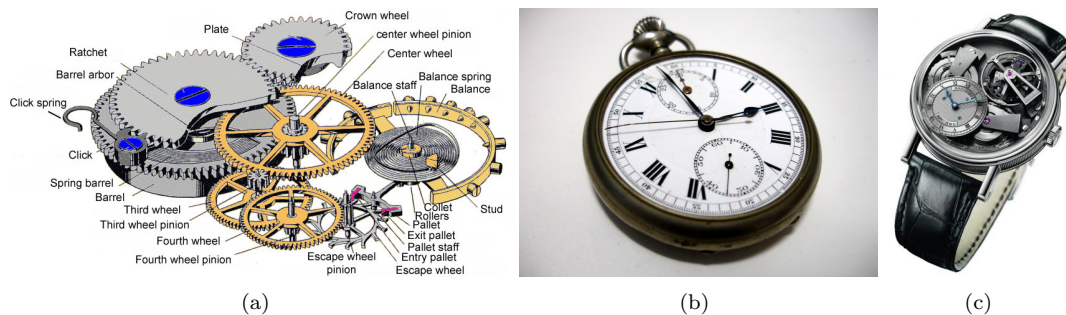 Crown wheel
Plate
center wheel pinion
Ratchet
Center wheel
Barrel arbor
Balance staff
Balance spring
Balance
Click spring
Click
Spring barrel
Barrel
Third wheel
Third wheel pinion
Fourth wheel
Fourth wheel pinion
Escape wheel
pinion
Collet
Rollers
Pallet
Exit pallet
Pallet staff
Entry pallet
Escape wheel
Stud
(a)
(b)
(c)